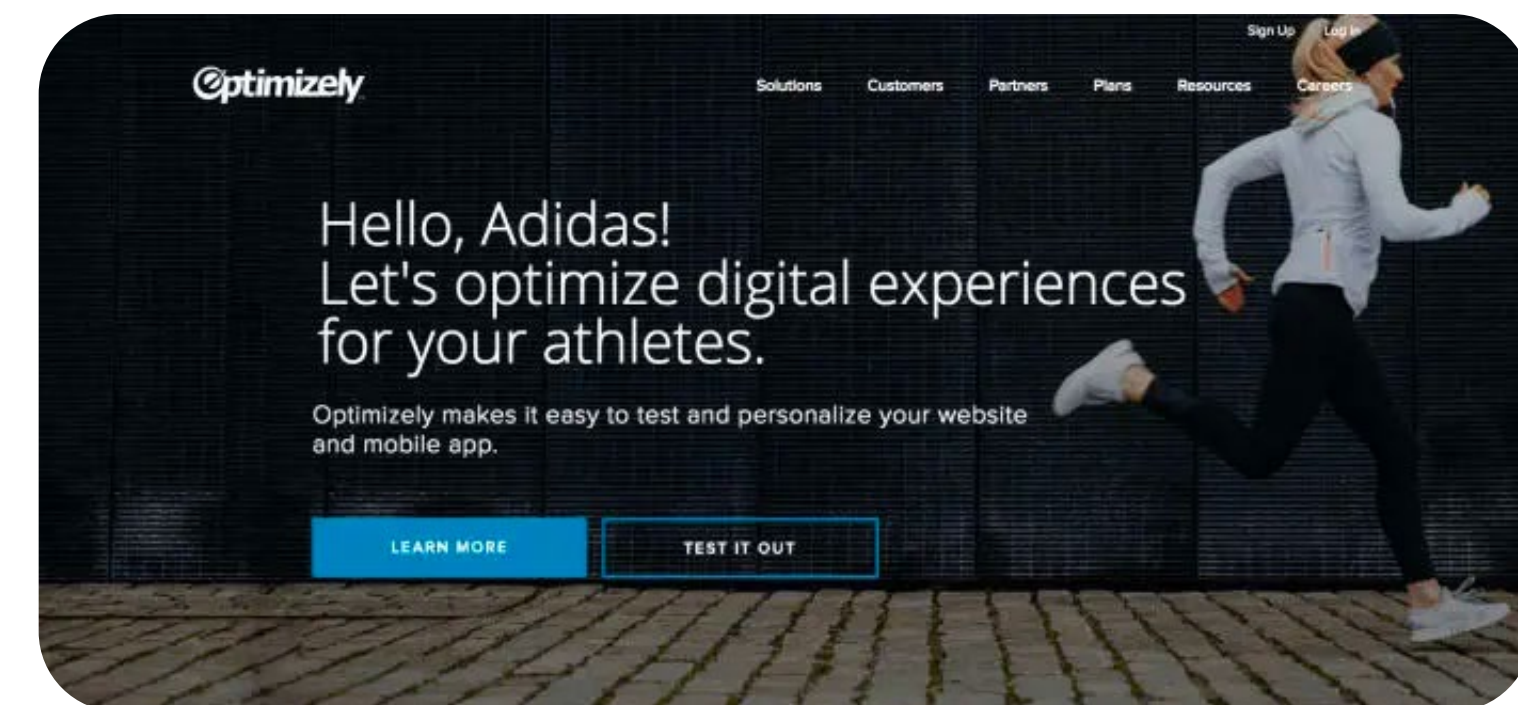 Sign Up Log In
Optimizely
Solutions Customers Partners Plans Resources Careers
Hello, Adidas!
Let's optimize digital experiences
for your athletes.
Optimizely makes it easy to test and personalize your website
and mobile app.
LEARN MORE TEST IT OUT